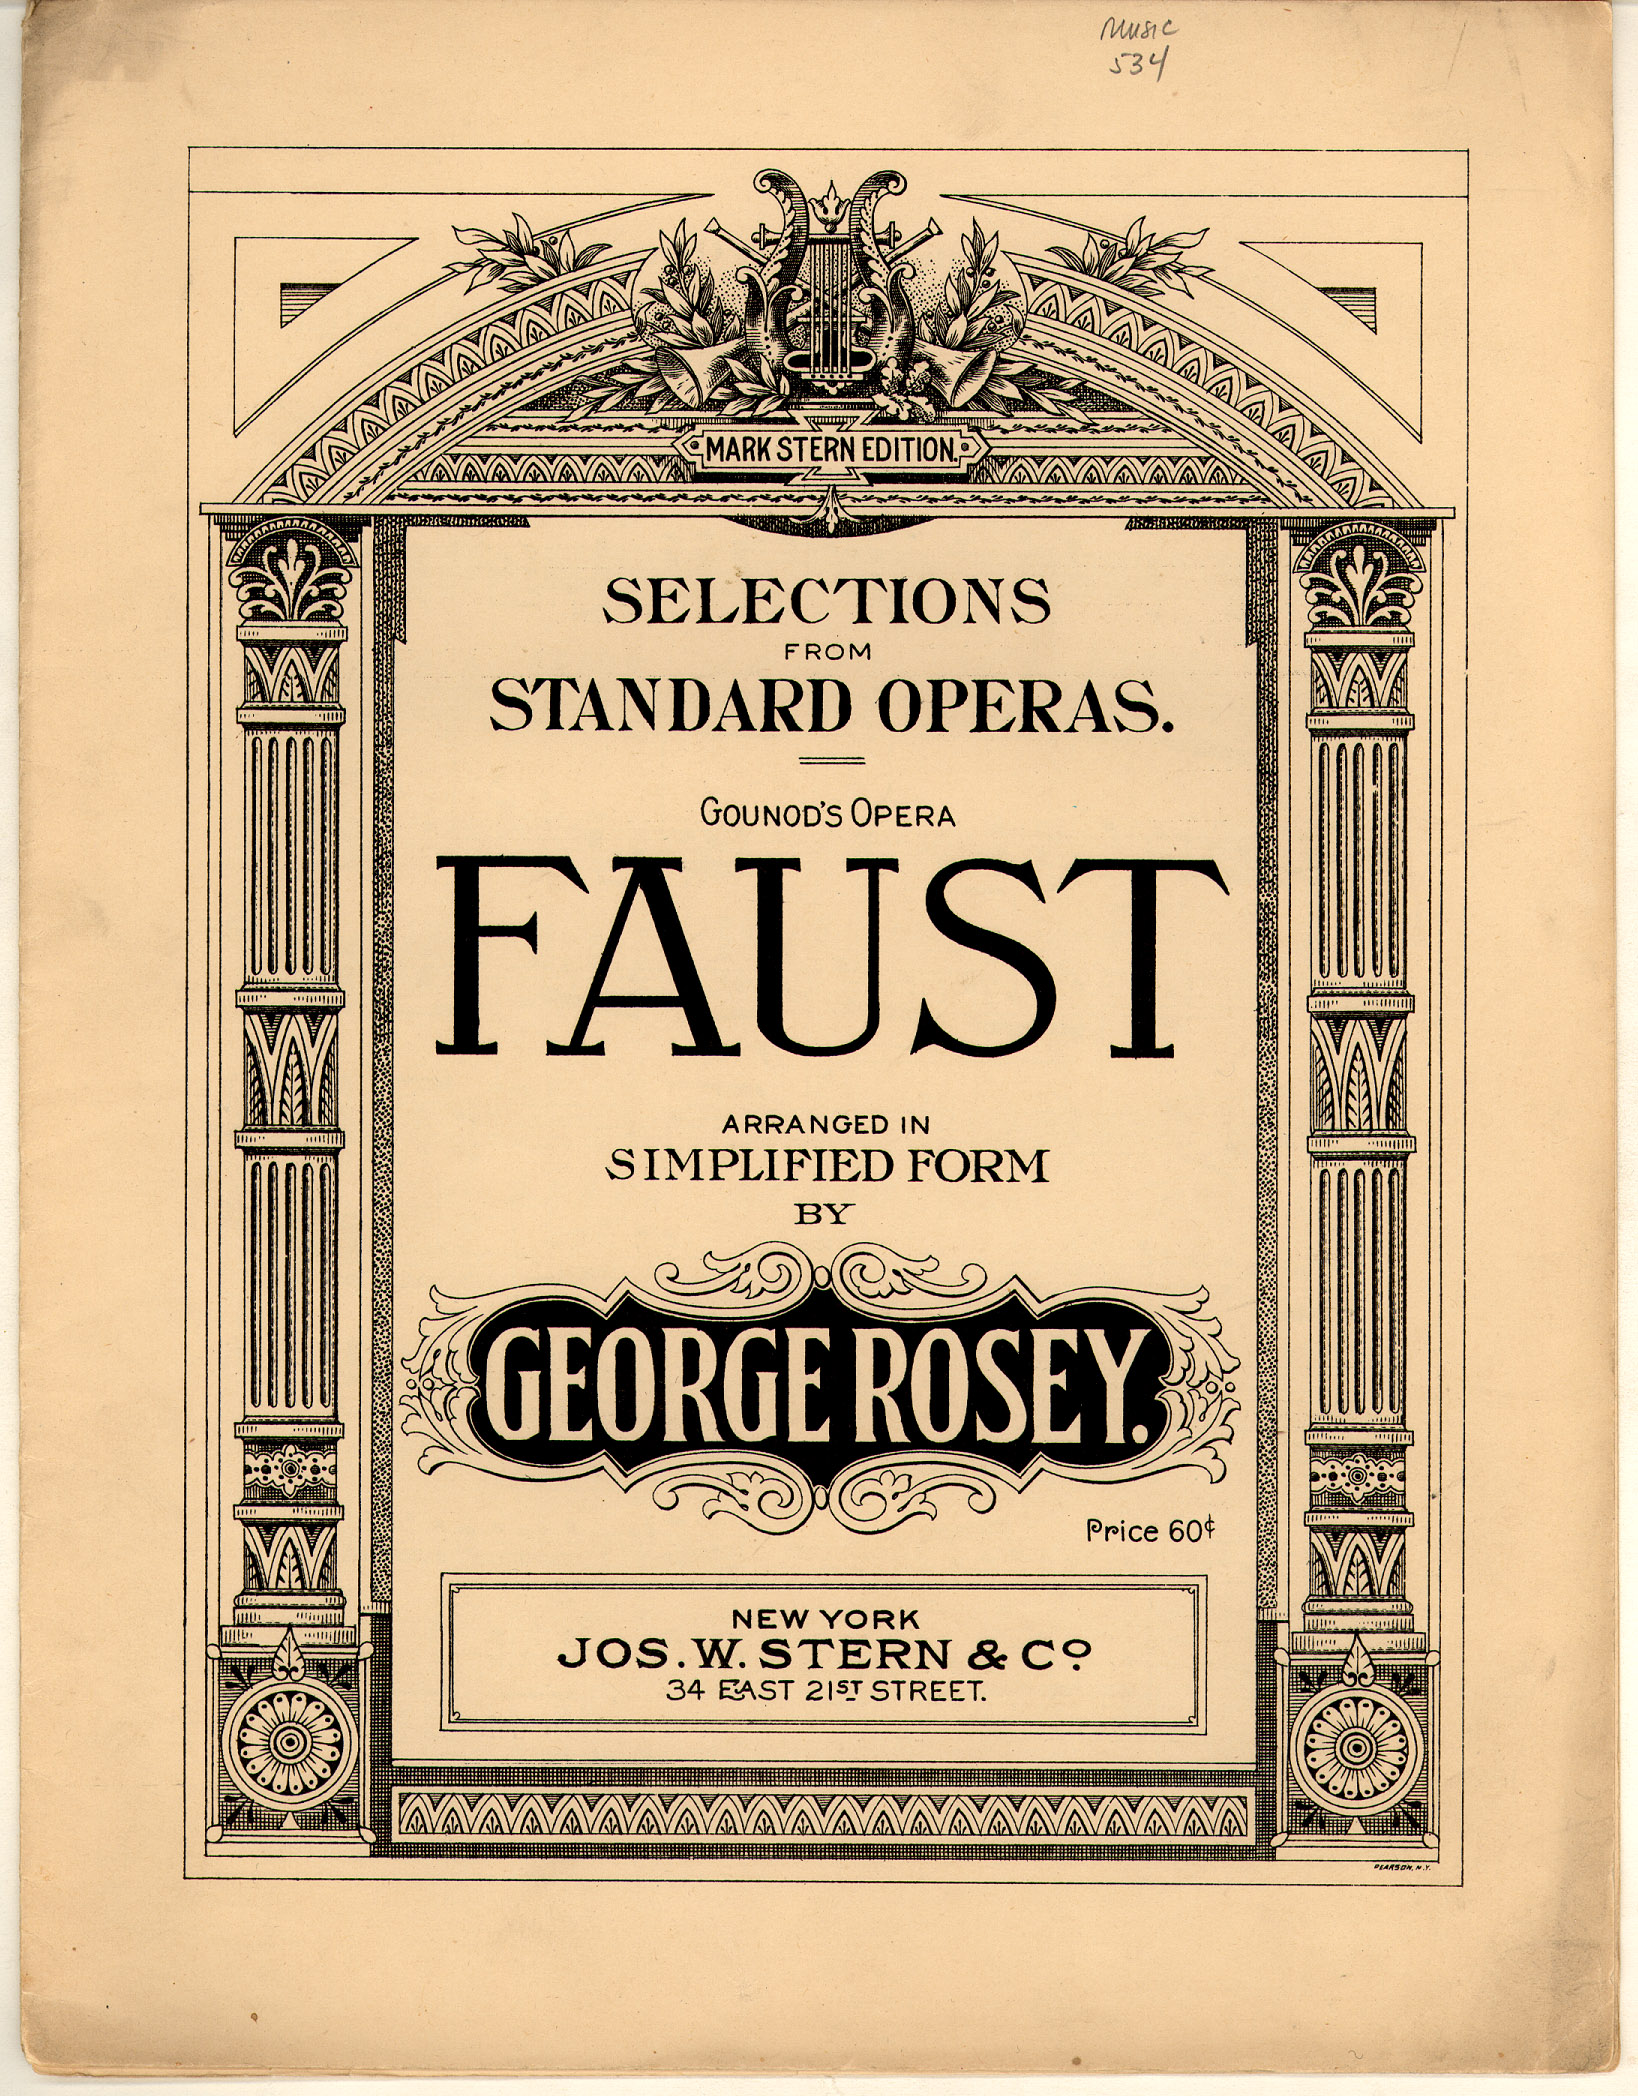 Music
534
MARK STERN EDITION.
SELECTIONS
FROM
STANDARD OPERAS.
GOUNOD'S OPERA
FAUST
ARRANGED IN
SIMPLIFIED FORM
BY
GEORGE ROSEY.
Price 60¢
NEW YORK
JOS. W. STERN & CO.
34 EAST 21ST STREET.
PEARSON, N.Y.